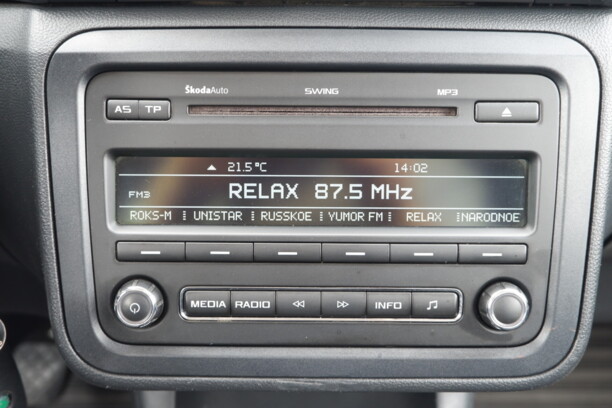 ŠkodaAuto SWING MP3
AS TP
21.5°C 14:02
FM3 RELAX 87.5 MHz
ROKS-M UNISTAR RUSSKOE YUMOR FM RELAX NARODNOE
MEDIA RADIO INFO